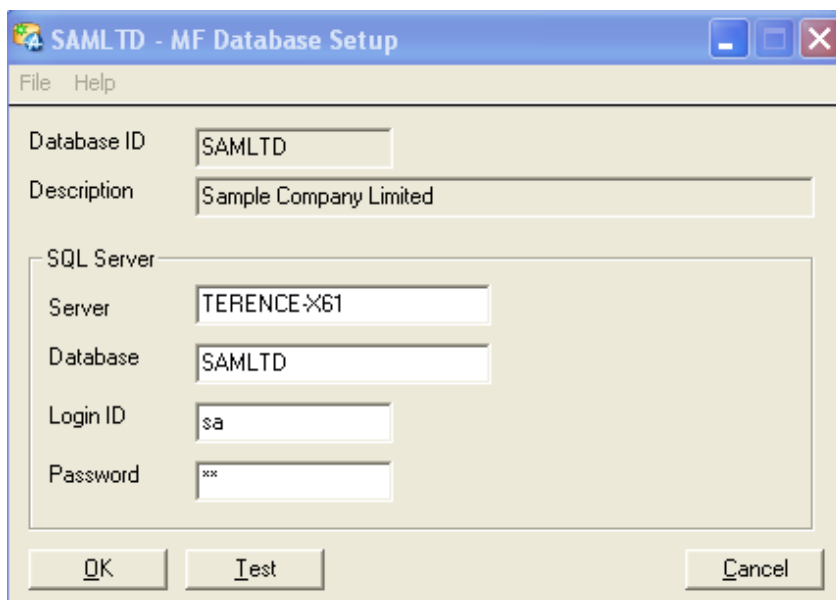 SAMLTD - MF Database Setup
File Help
Database ID SAMLTD
Description Sample Company Limited
SQL Server
Server TERENCE-X61
Database SAMLTD
Login ID sa
Password **
OK Test Cancel